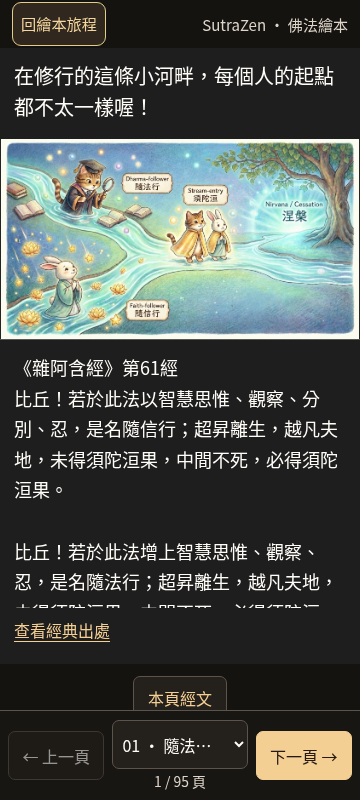 回繪本旅程
SutraZen · 佛法繪本
在修行的這條小河畔，每個人的起點
都不太一樣喔！
Dharma-follower
隨法行
Stream-entry
須陀洹
Nirvana / Cessation
涅槃
Faith-follower
隨信行
《雜阿含經》第61經
比丘！若於此法以智慧思惟、觀察、分
別、忍，是名隨信行；超昇離生，越凡夫
地，未得須陀洹果，中間不死，必得須陀
洹果。
比丘！若於此法增上智慧思惟、觀察、
忍，是名隨法行；超昇離生，越凡夫地，
查看經典出處
本頁經文
← 上一頁
01 · 隨法⋯
下一頁 →
1 / 95 頁